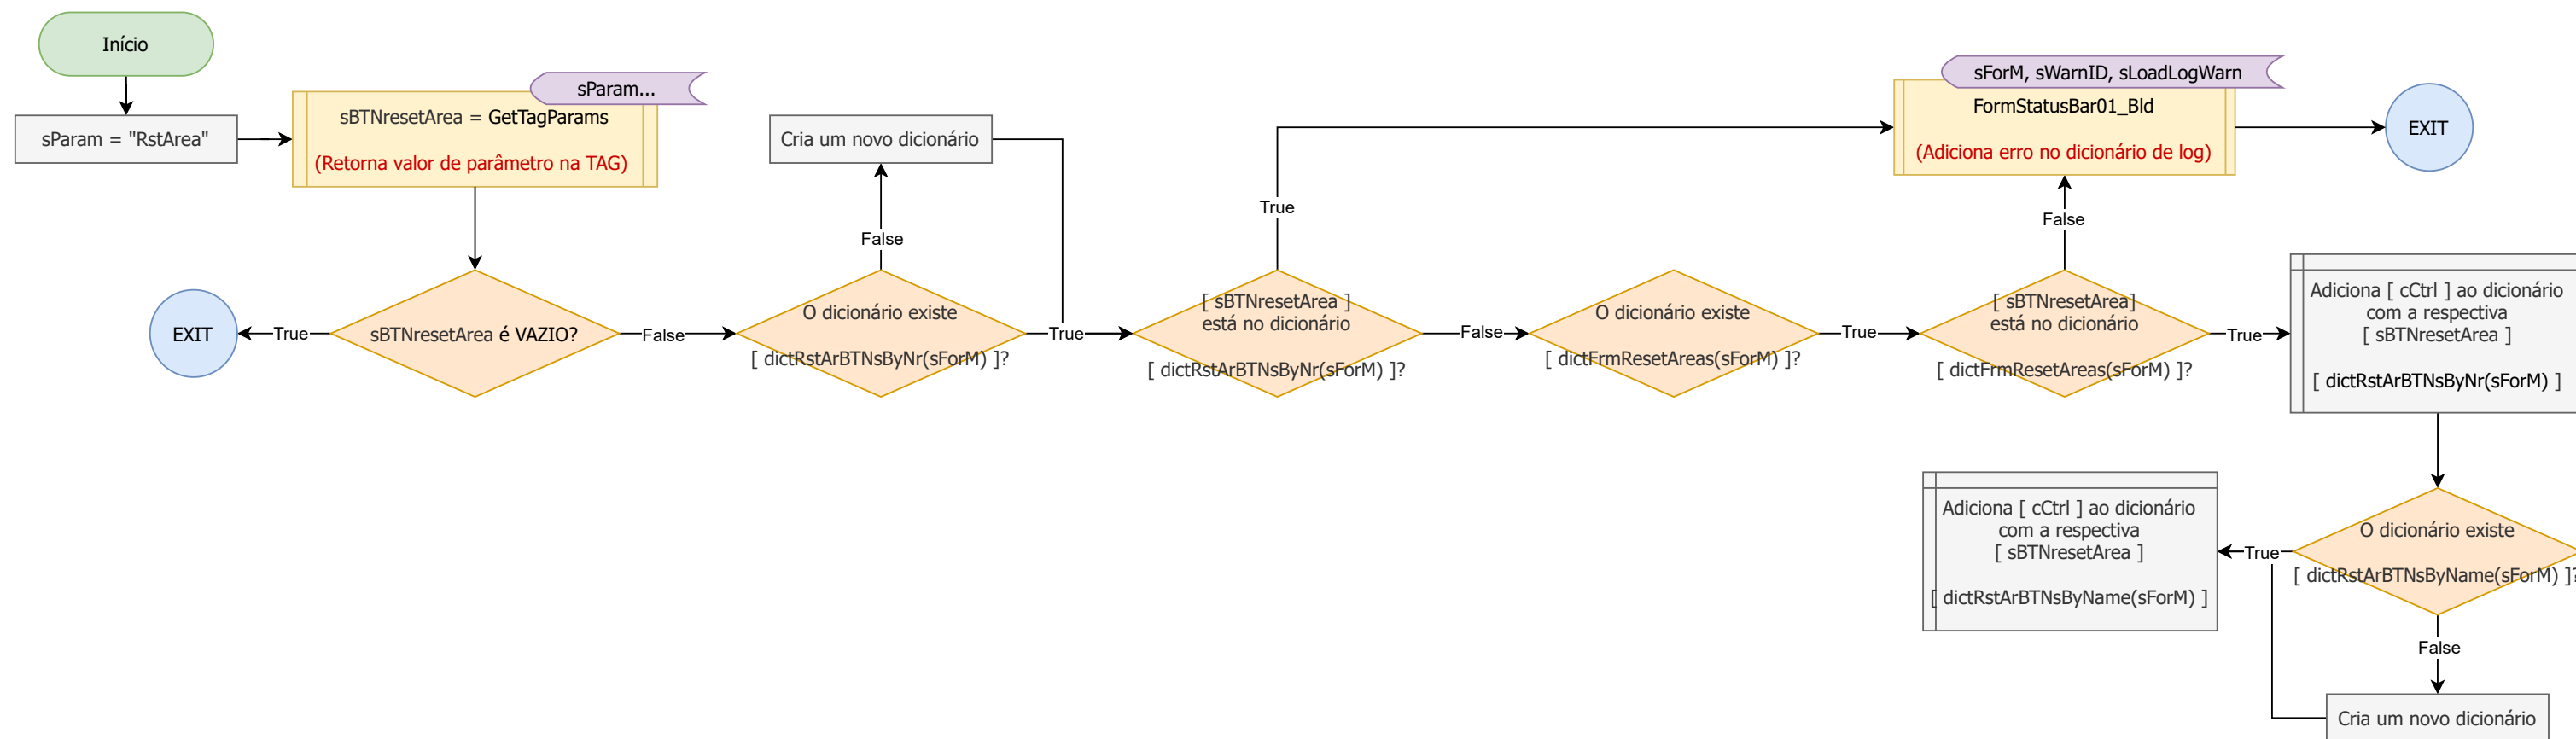 Início
sParam = "RstArea"
sParam...
sBTNresetArea = GetTagParams
(Retorna valor de parâmetro na TAG)
sBTNresetArea é VAZIO?
True
EXIT
False
O dicionário existe
[ dictRstArBTNsByNr(sForM) ]?
False
Cria um novo dicionário
True
[ sBTNresetArea ]
está no dicionário
[ dictRstArBTNsByNr(sForM) ]?
True
False
O dicionário existe
[ dictFrmResetAreas(sForM) ]?
True
[ sBTNresetArea]
está no dicionário
[ dictFrmResetAreas(sForM) ]?
False
sForM, sWarnID, sLoadLogWarn
FormStatusBar01_Bld
(Adiciona erro no dicionário de log)
EXIT
True
Adiciona [ cCtrl ] ao dicionário
com a respectiva
[ sBTNresetArea ]
[ dictRstArBTNsByNr(sForM) ]
O dicionário existe
[ dictRstArBTNsByName(sForM) ]?
True
Adiciona [ cCtrl ] ao dicionário
com a respectiva
[ sBTNresetArea ]
[ dictRstArBTNsByName(sForM) ]
False
Cria um novo dicionário